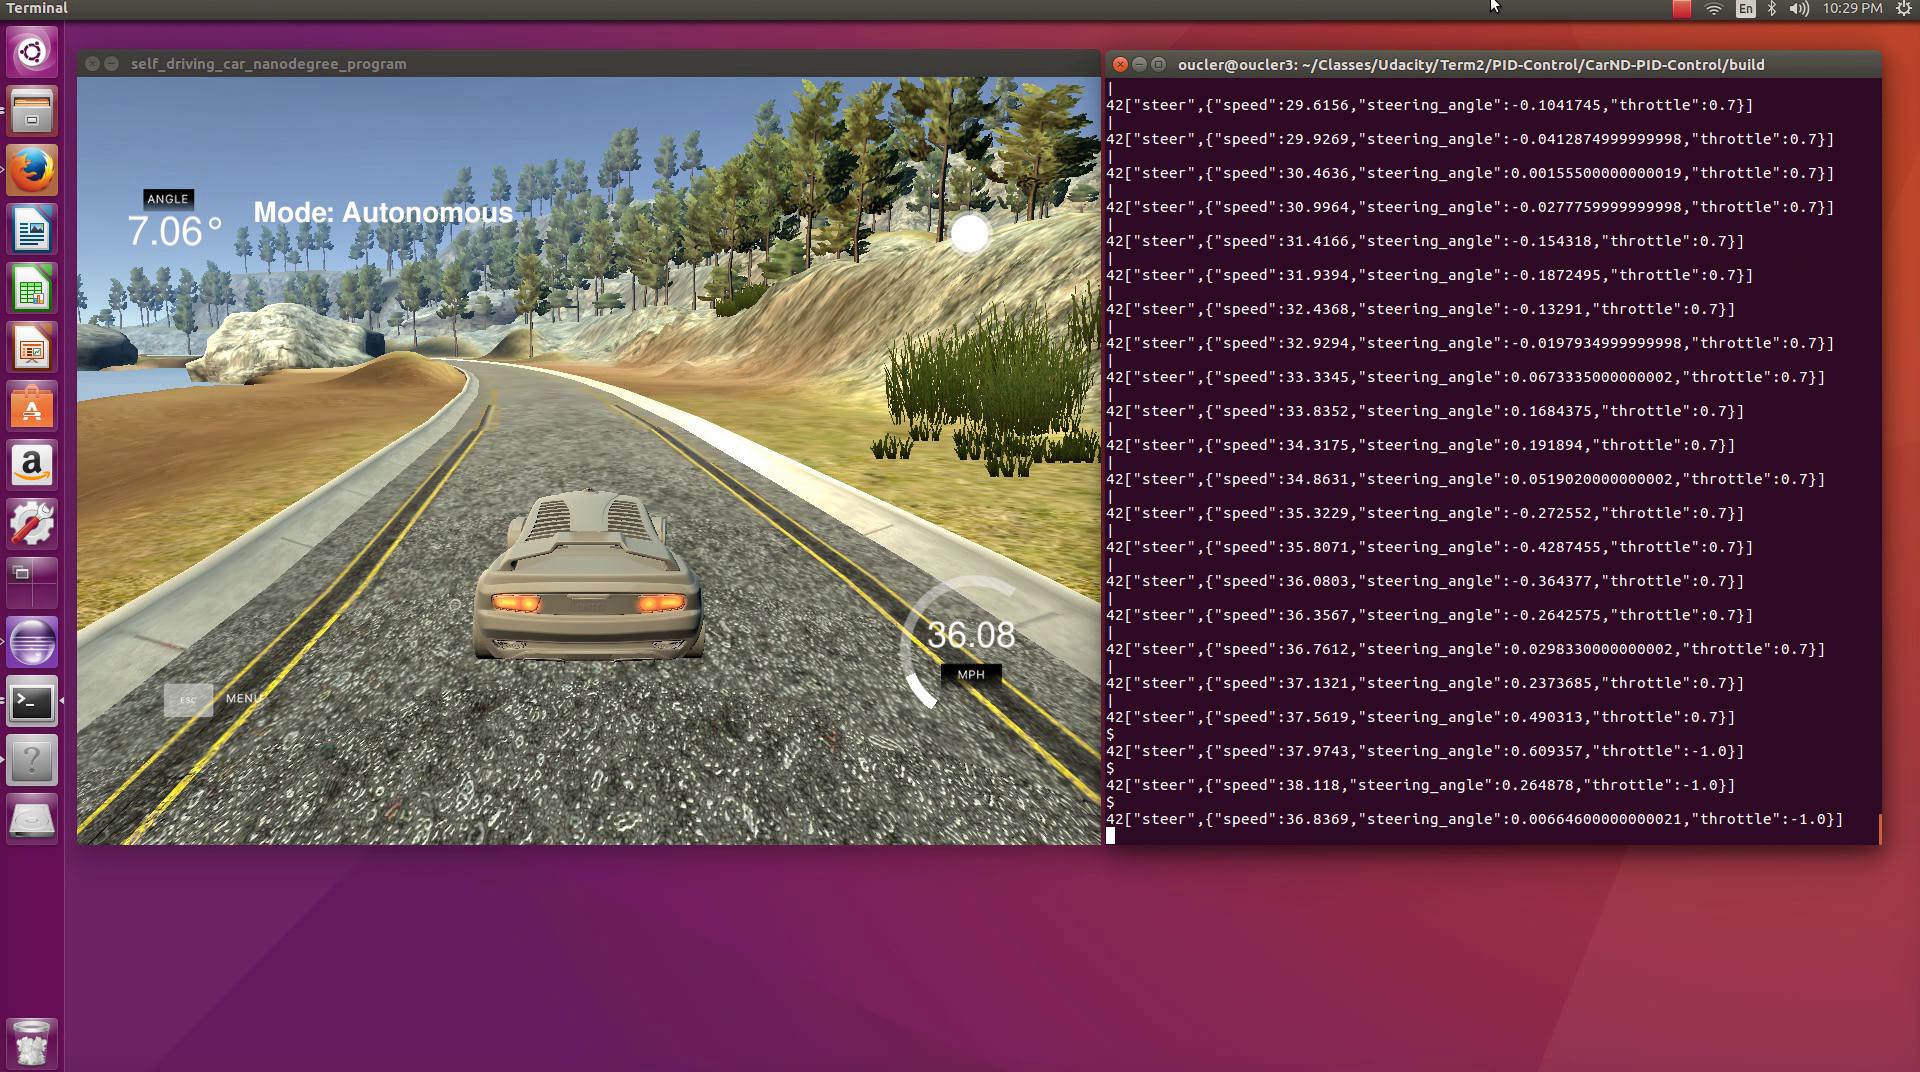 Terminal
En
10:29 PM
self_driving_car_nanodegree_program
ANGLE
7.06°
Mode: Autonomous
36.08
MPH
ESC
MENU
oucler@oucler3: ~/Classes/Udacity/Term2/PID-Control/CarND-PID-Control/build
|
42["steer",{"speed":29.6156,"steering_angle":-0.1041745,"throttle":0.7}]
|
42["steer",{"speed":29.9269,"steering_angle":-0.0412874999999998,"throttle":0.7}]
|
42["steer",{"speed":30.4636,"steering_angle":0.00155500000000019,"throttle":0.7}]
|
42["steer",{"speed":30.9964,"steering_angle":-0.0277759999999998,"throttle":0.7}]
|
42["steer",{"speed":31.4166,"steering_angle":-0.154318,"throttle":0.7}]
|
42["steer",{"speed":31.9394,"steering_angle":-0.1872495,"throttle":0.7}]
|
42["steer",{"speed":32.4368,"steering_angle":-0.13291,"throttle":0.7}]
|
42["steer",{"speed":32.9294,"steering_angle":-0.0197934999999998,"throttle":0.7}]
|
42["steer",{"speed":33.3345,"steering_angle":0.0673335000000002,"throttle":0.7}]
|
42["steer",{"speed":33.8352,"steering_angle":0.1684375,"throttle":0.7}]
|
42["steer",{"speed":34.3175,"steering_angle":0.191894,"throttle":0.7}]
|
42["steer",{"speed":34.8631,"steering_angle":0.0519020000000002,"throttle":0.7}]
|
42["steer",{"speed":35.3229,"steering_angle":-0.272552,"throttle":0.7}]
|
42["steer",{"speed":35.8071,"steering_angle":-0.4287455,"throttle":0.7}]
|
42["steer",{"speed":36.0803,"steering_angle":-0.364377,"throttle":0.7}]
|
42["steer",{"speed":36.3567,"steering_angle":-0.2642575,"throttle":0.7}]
|
42["steer",{"speed":36.7612,"steering_angle":0.0298330000000002,"throttle":0.7}]
|
42["steer",{"speed":37.1321,"steering_angle":0.2373685,"throttle":0.7}]
|
42["steer",{"speed":37.5619,"steering_angle":0.490313,"throttle":0.7}]
$
42["steer",{"speed":37.9743,"steering_angle":0.609357,"throttle":-1.0}]
$
42["steer",{"speed":38.118,"steering_angle":0.264878,"throttle":-1.0}]
$
42["steer",{"speed":36.8369,"steering_angle":0.00664600000000021,"throttle":-1.0}]